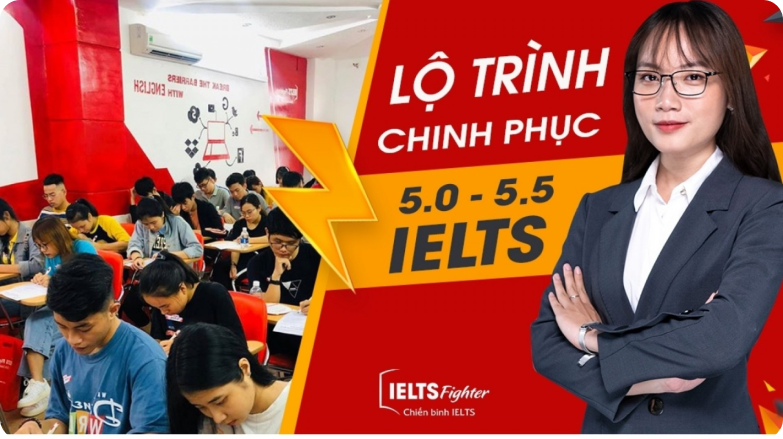 BREAK THE BARRIERS
WITH ENGLISH
LỘ TRÌNH
CHINH PHỤC
5.0 - 5.5
IELTS
IELTS Fighter
Chiến binh IELTS